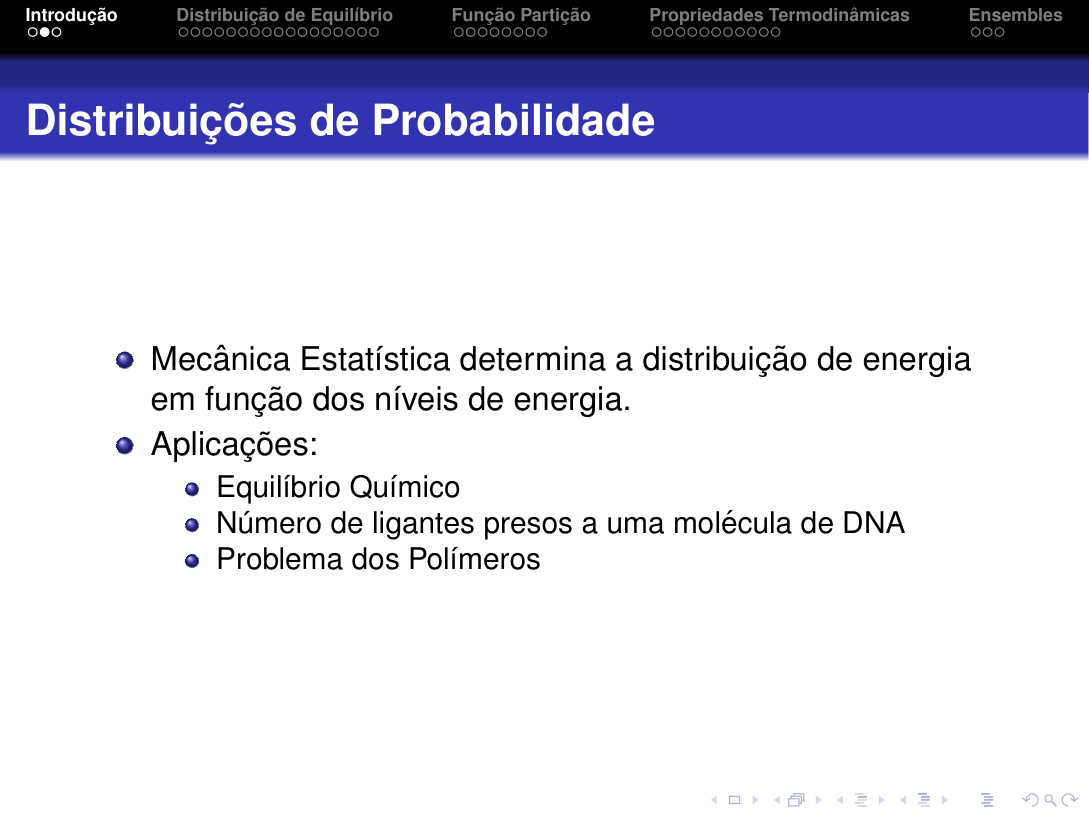 Introdução
Distribuição de Equilíbrio
Função Partição
Propriedades Termodinâmicas
Ensembles
Distribuições de Probabilidade
Mecânica Estatística determina a distribuição de energia
em função dos níveis de energia.
Aplicações:
Equilíbrio Químico
Número de ligantes presos a uma molécula de DNA
Problema dos Polímeros